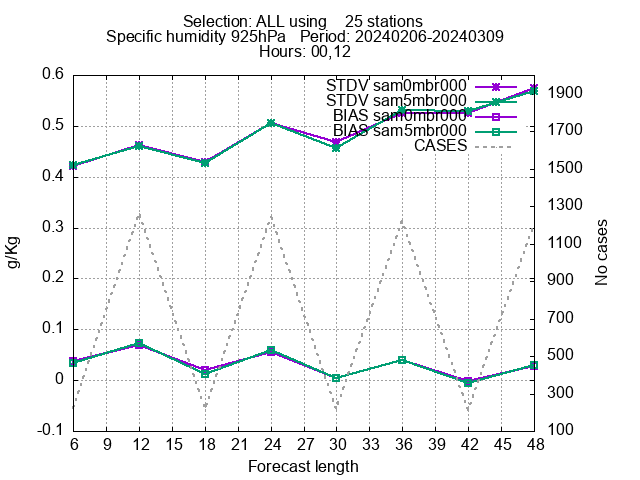 Selection: ALL using    25 stations
Specific humidity 925hPa   Period: 20240206-20240309
Hours: 00,12
STDV sam0mbr000
STDV sam5mbr000
BIAS sam0mbr000
BIAS sam5mbr000
CASES
0.6
0.5
0.4
0.3
0.2
0.1
0
-0.1
g/Kg
1900
1700
1500
1300
1100
900
700
500
300
100
No cases
6 9 12 15 18 21 24 27 30 33 36 39 42 45 48
Forecast length